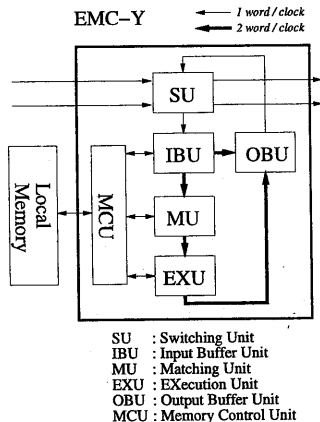 EMC-Y
1 word / clock
2 word / clock
SU
IBU
OBU
Local Memory
MCU
MU
EXU
SU : Switching Unit
IBU : Input Buffer Unit
MU : Matching Unit
EXU : EXecution Unit
OBU : Output Buffer Unit
MCU : Memory Control Unit